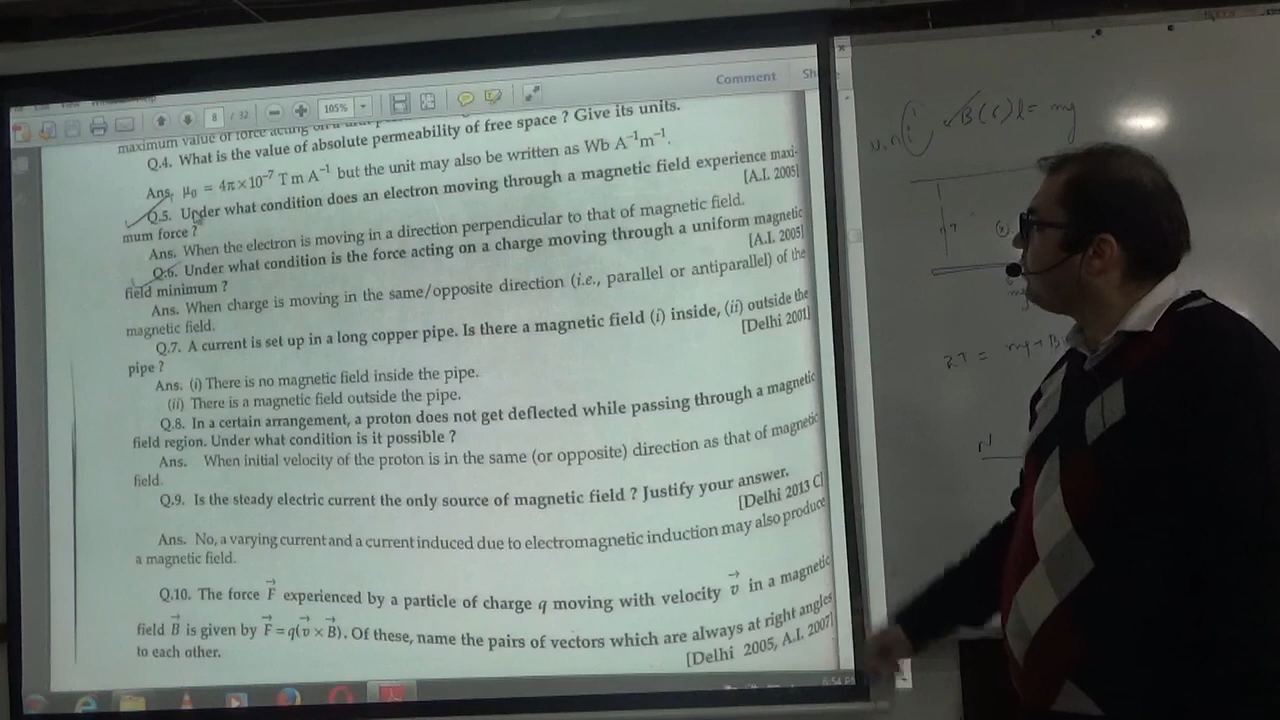 Comment
8 / 32
105%
maximum value of force acting on a
Q.4. What is the value of absolute permeability of free space ? Give its units.
Ans. μ₀ = 4π×10⁻⁷ T m A⁻¹ but the unit may also be written as Wb A⁻¹m⁻¹.
Q.5. Under what condition does an electron moving through a magnetic field experience maxi-
mum force ? [A.I. 2005]
Ans. When the electron is moving in a direction perpendicular to that of magnetic field.
Q.6. Under what condition is the force acting on a charge moving through a uniform magnetic
field minimum ? [A.I. 2005]
Ans. When charge is moving in the same/opposite direction (i.e., parallel or antiparallel) of the
magnetic field.
Q.7. A current is set up in a long copper pipe. Is there a magnetic field (i) inside, (ii) outside the
pipe ? [Delhi 2001]
Ans. (i) There is no magnetic field inside the pipe.
(ii) There is a magnetic field outside the pipe.
Q.8. In a certain arrangement, a proton does not get deflected while passing through a magnetic
field region. Under what condition is it possible ?
Ans. When initial velocity of the proton is in the same (or opposite) direction as that of magnetic
field.
Q.9. Is the steady electric current the only source of magnetic field ? Justify your answer.
[Delhi 2013 C]
Ans. No, a varying current and a current induced due to electromagnetic induction may also produce
a magnetic field.
Q.10. The force F⃗ experienced by a particle of charge q moving with velocity v⃗ in a magnetic
field B⃗ is given by F⃗ = q(v⃗ × B⃗). Of these, name the pairs of vectors which are always at right angles
to each other. [Delhi 2005, A.I. 2007]
B(i)l = mg
2T = mg + B
N